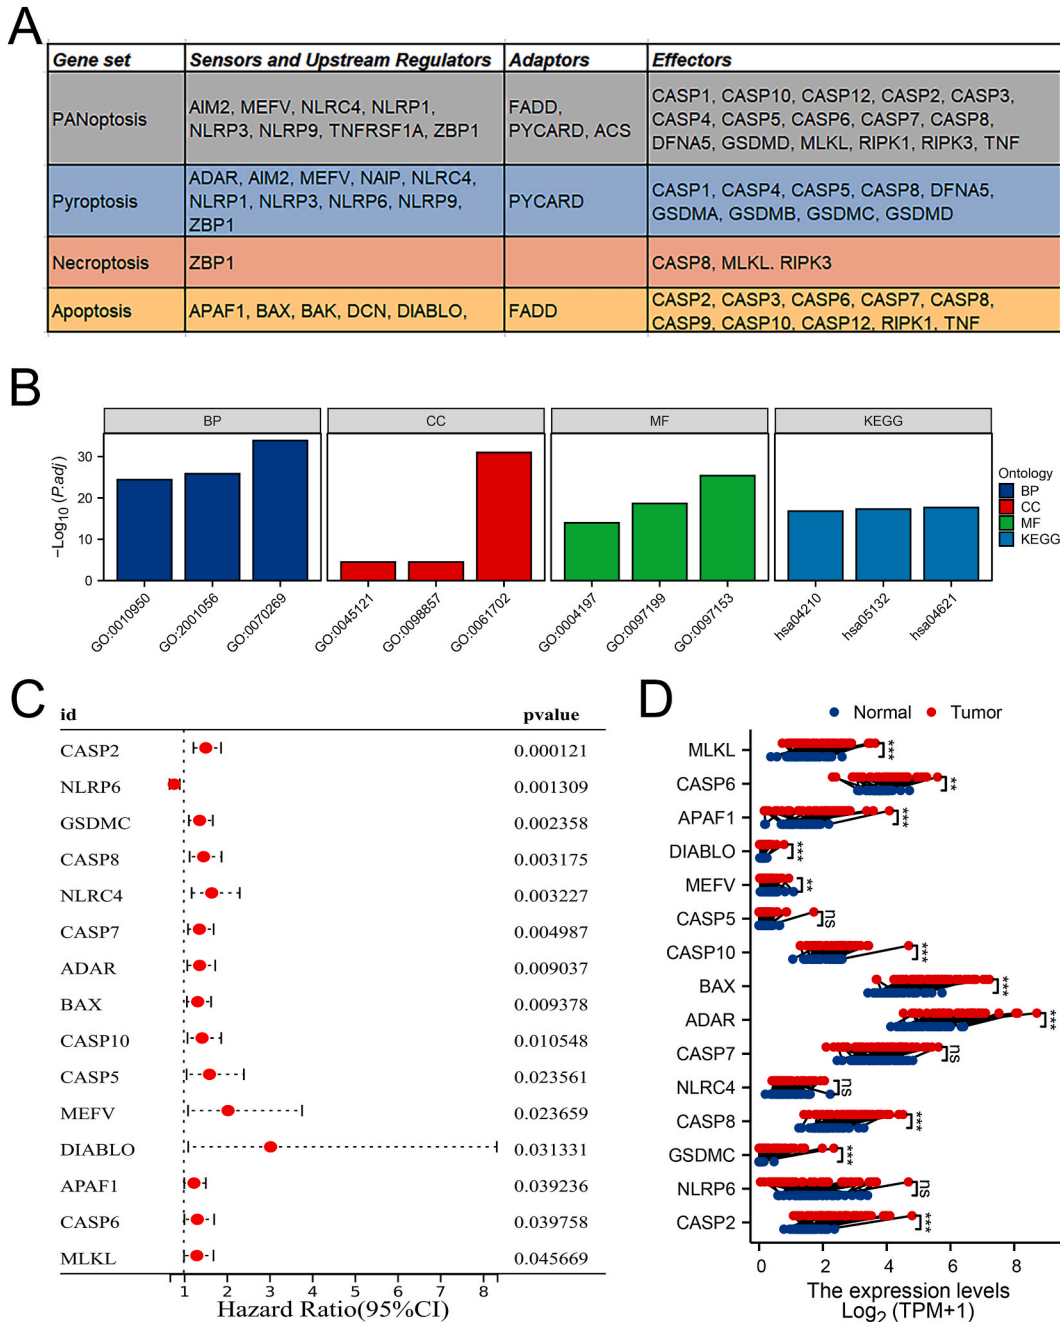 A
Gene set Sensors and Upstream Regulators Adaptors Effectors
PANoptosis
AIM2, MEFV, NLRC4, NLRP1,
NLRP3, NLRP9, TNFRSF1A, ZBP1
FADD,
PYCARD, ACS
CASP1, CASP10, CASP12, CASP2, CASP3,
CASP4, CASP5, CASP6, CASP7, CASP8,
DFNA5, GSDMD, MLKL, RIPK1, RIPK3, TNF
Pyroptosis
ADAR, AIM2, MEFV, NAIP, NLRC4,
NLRP1, NLRP3, NLRP6, NLRP9,
ZBP1
PYCARD
CASP1, CASP4, CASP5, CASP8, DFNA5,
GSDMA, GSDMB, GSDMC, GSDMD
Necroptosis
ZBP1
CASP8, MLKL. RIPK3
Apoptosis
APAF1, BAX, BAK, DCN, DIABLO,
FADD
CASP2, CASP3, CASP6, CASP7, CASP8,
CASP9, CASP10, CASP12, RIPK1, TNF
B
BP CC MF KEGG
−Log10 (P.adj)
30
20
10
0
GO:0010950
GO:2001056
GO:0070269
GO:0045121
GO:0098857
GO:0061702
GO:0004197
GO:0097199
GO:0097153
hsa04210
hsa05132
hsa04621
Ontology
BP
CC
MF
KEGG
C
id pvalue
CASP2 0.000121
NLRP6 0.001309
GSDMC 0.002358
CASP8 0.003175
NLRC4 0.003227
CASP7 0.004987
ADAR 0.009037
BAX 0.009378
CASP10 0.010548
CASP5 0.023561
MEFV 0.023659
DIABLO 0.031331
APAF1 0.039236
CASP6 0.039758
MLKL 0.045669
1 2 3 4 5 6 7 8
Hazard Ratio(95%CI)
D
Normal Tumor
MLKL ***
CASP6 **
APAF1 ***
DIABLO ***
MEFV **
CASP5 ns
CASP10 ***
BAX ***
ADAR ***
CASP7 ns
NLRC4 ns
CASP8 ***
GSDMC ***
NLRP6 ns
CASP2 ***
0 2 4 6 8
The expression levels
Log2 (TPM+1)